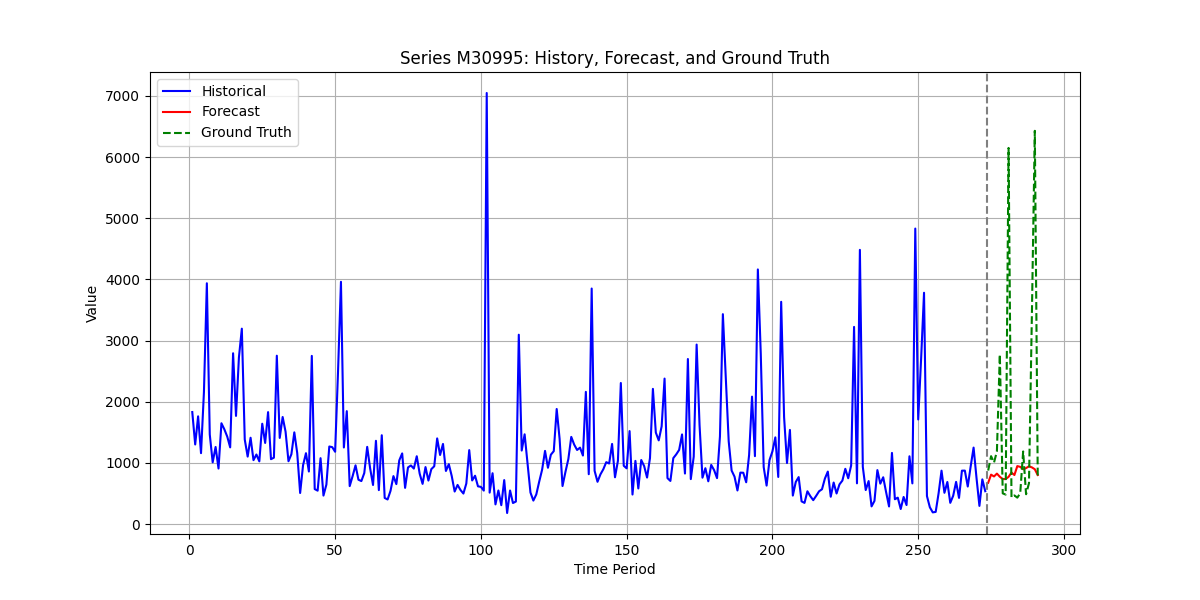 Series M30995: History, Forecast, and Ground Truth
Historical
Forecast
Ground Truth
7000
6000
5000
4000
3000
2000
1000
0
Value
0 50 100 150 200 250 300
Time Period